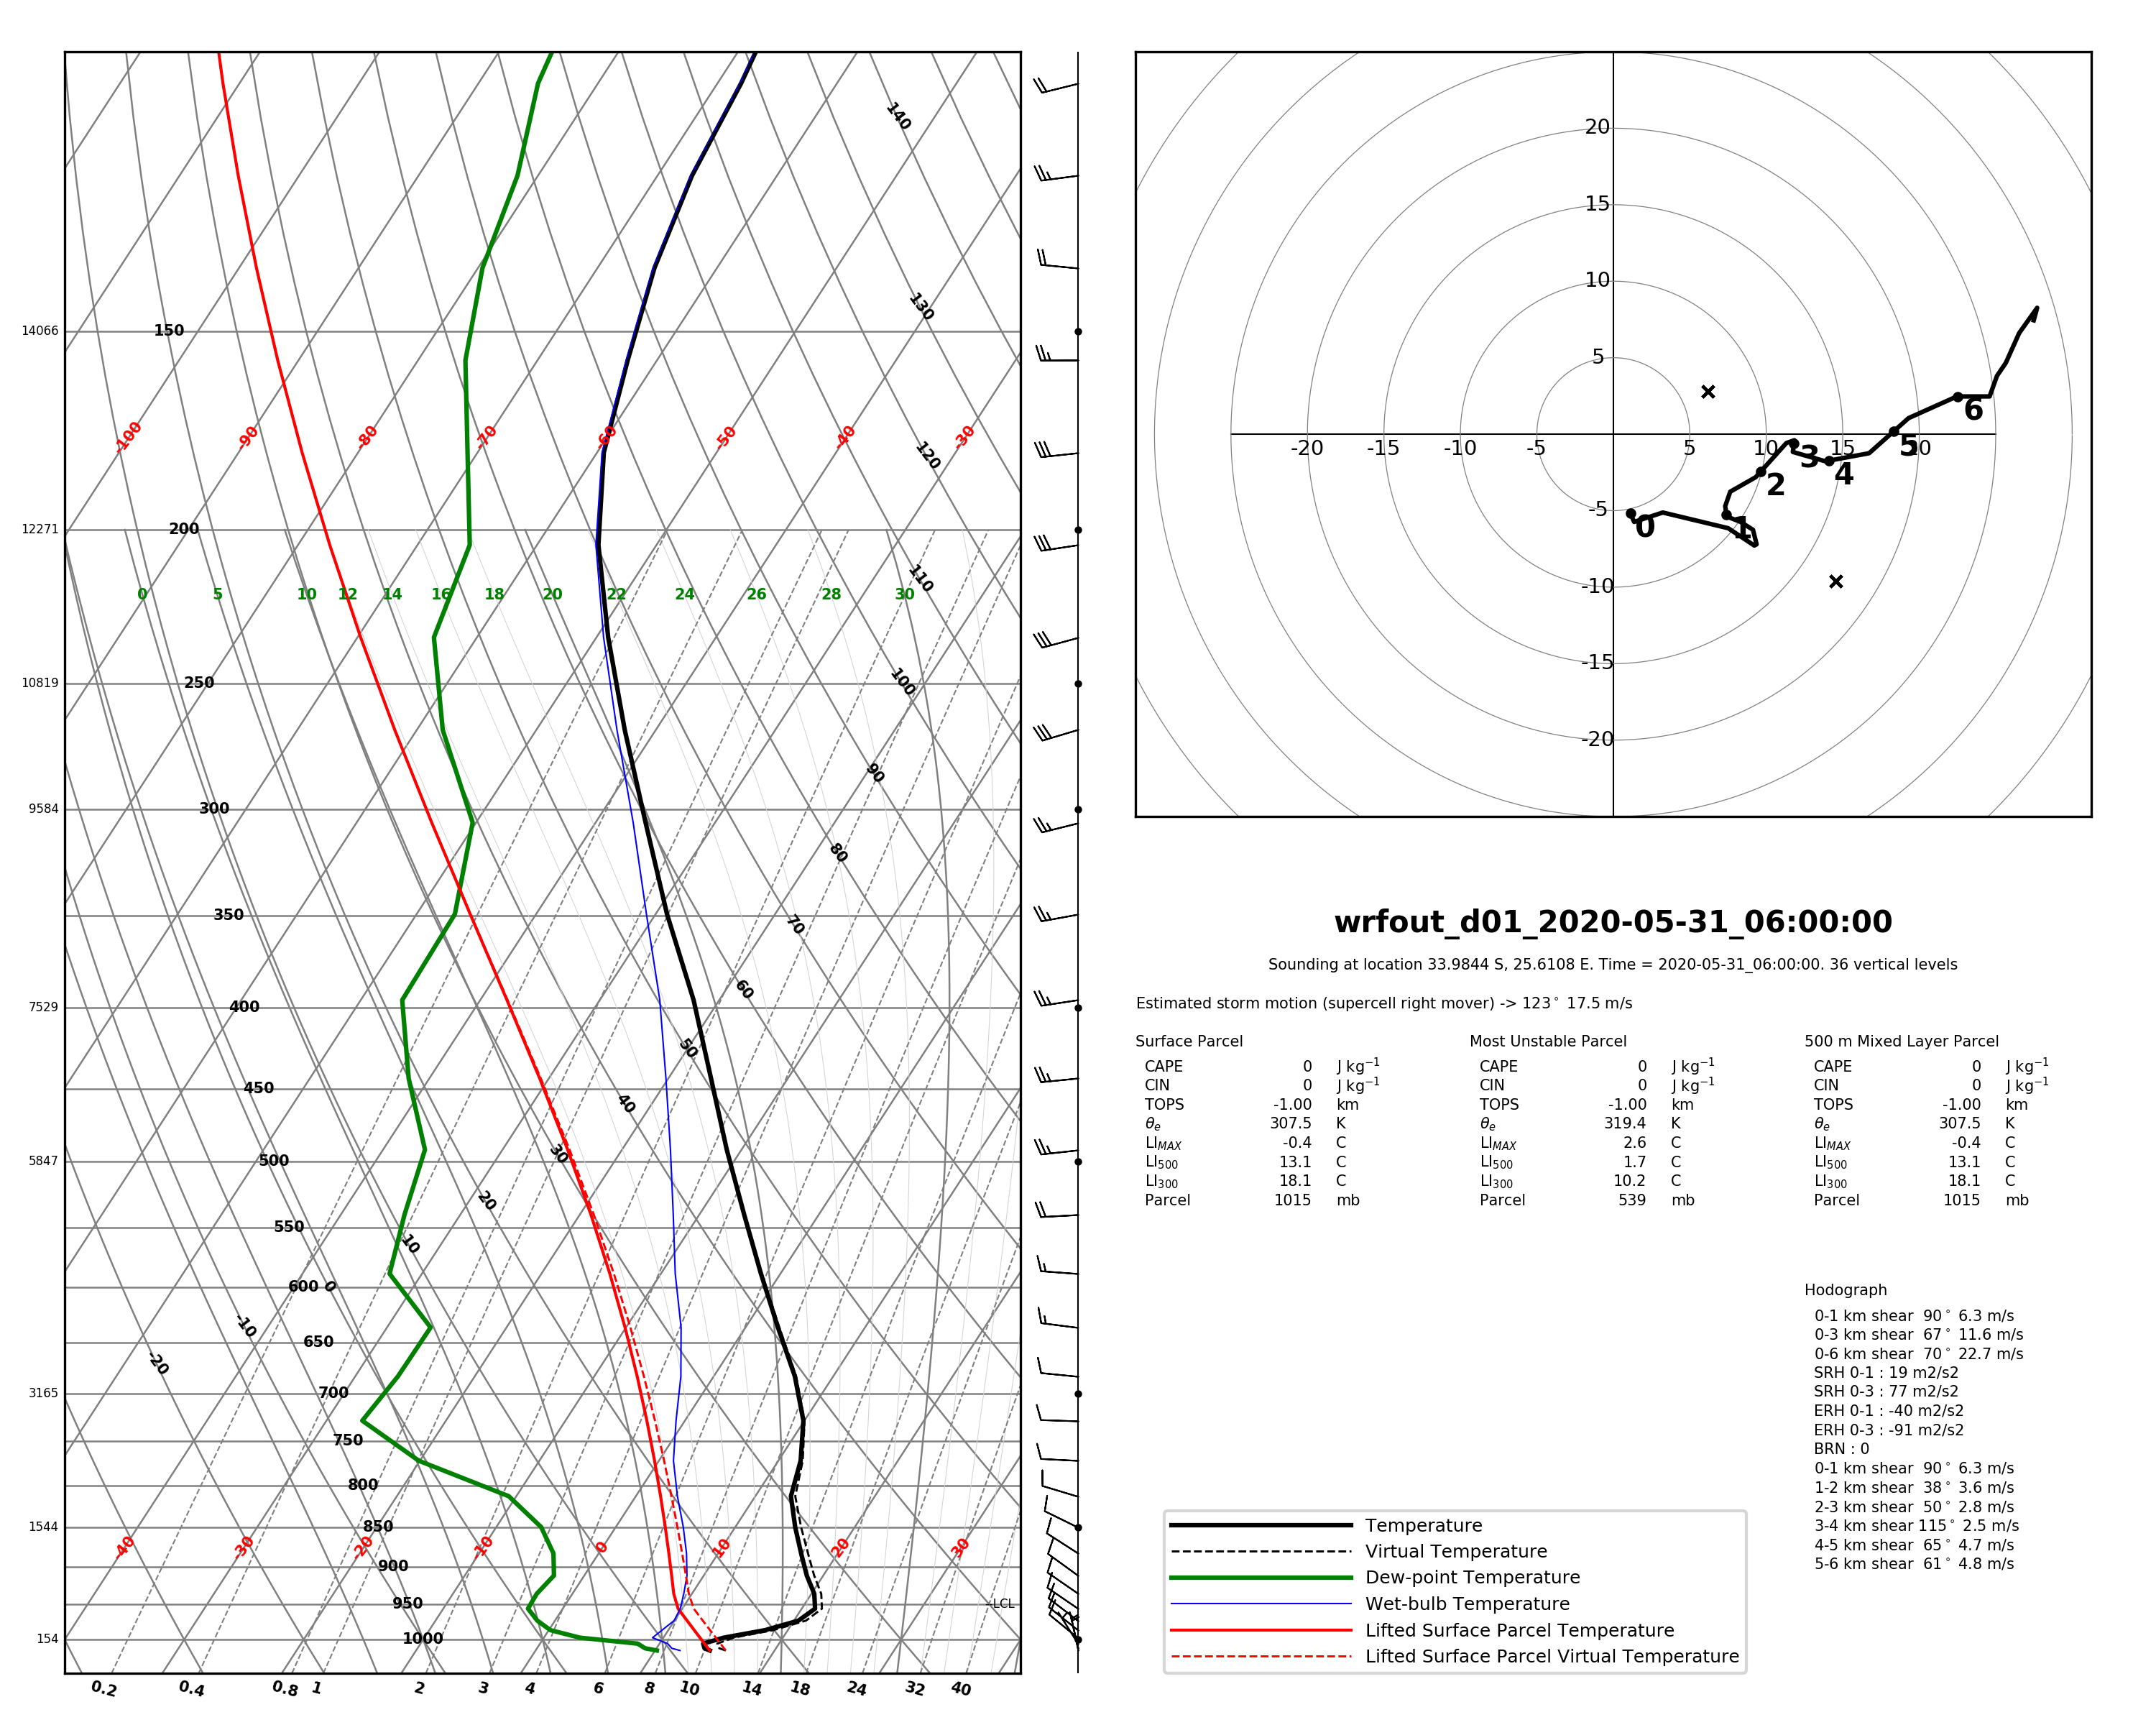 140
130
120
110
100
90
80
70
60
50
40
30
20
10
0
-10
-20
14066 150
-100 -90 -80 -70 -60 -50 -40 -30
12271 200
0 5 10 12 14 16 18 20 22 24 26 28 30
10819 250
9584 300
350
7529 400
450
5847 500
550
600
650
3165 700
750
800
1544 850
-40 -30 -20 -10 0 10 20 30
900
950 LCL
154 1000
0.2 0.4 0.8 1 2 3 4 6 8 10 14 18 24 32 40
20
15
10
5
-20 -15 -10 -5 5 10 15 20
-5
-10
-15
-20
0 1 2 3 4 5 6
wrfout_d01_2020-05-31_06:00:00
Sounding at location 33.9844 S, 25.6108 E. Time = 2020-05-31_06:00:00. 36 vertical levels
Estimated storm motion (supercell right mover) -> 123° 17.5 m/s
Surface Parcel
CAPE 0 J kg⁻¹
CIN 0 J kg⁻¹
TOPS -1.00 km
θₑ 307.5 K
LI_MAX -0.4 C
LI₅₀₀ 13.1 C
LI₃₀₀ 18.1 C
Parcel 1015 mb
Most Unstable Parcel
CAPE 0 J kg⁻¹
CIN 0 J kg⁻¹
TOPS -1.00 km
θₑ 319.4 K
LI_MAX 2.6 C
LI₅₀₀ 1.7 C
LI₃₀₀ 10.2 C
Parcel 539 mb
500 m Mixed Layer Parcel
CAPE 0 J kg⁻¹
CIN 0 J kg⁻¹
TOPS -1.00 km
θₑ 307.5 K
LI_MAX -0.4 C
LI₅₀₀ 13.1 C
LI₃₀₀ 18.1 C
Parcel 1015 mb
Hodograph
0-1 km shear 90° 6.3 m/s
0-3 km shear 67° 11.6 m/s
0-6 km shear 70° 22.7 m/s
SRH 0-1 : 19 m2/s2
SRH 0-3 : 77 m2/s2
ERH 0-1 : -40 m2/s2
ERH 0-3 : -91 m2/s2
BRN : 0
0-1 km shear 90° 6.3 m/s
1-2 km shear 38° 3.6 m/s
2-3 km shear 50° 2.8 m/s
3-4 km shear 115° 2.5 m/s
4-5 km shear 65° 4.7 m/s
5-6 km shear 61° 4.8 m/s
Temperature
Virtual Temperature
Dew-point Temperature
Wet-bulb Temperature
Lifted Surface Parcel Temperature
Lifted Surface Parcel Virtual Temperature